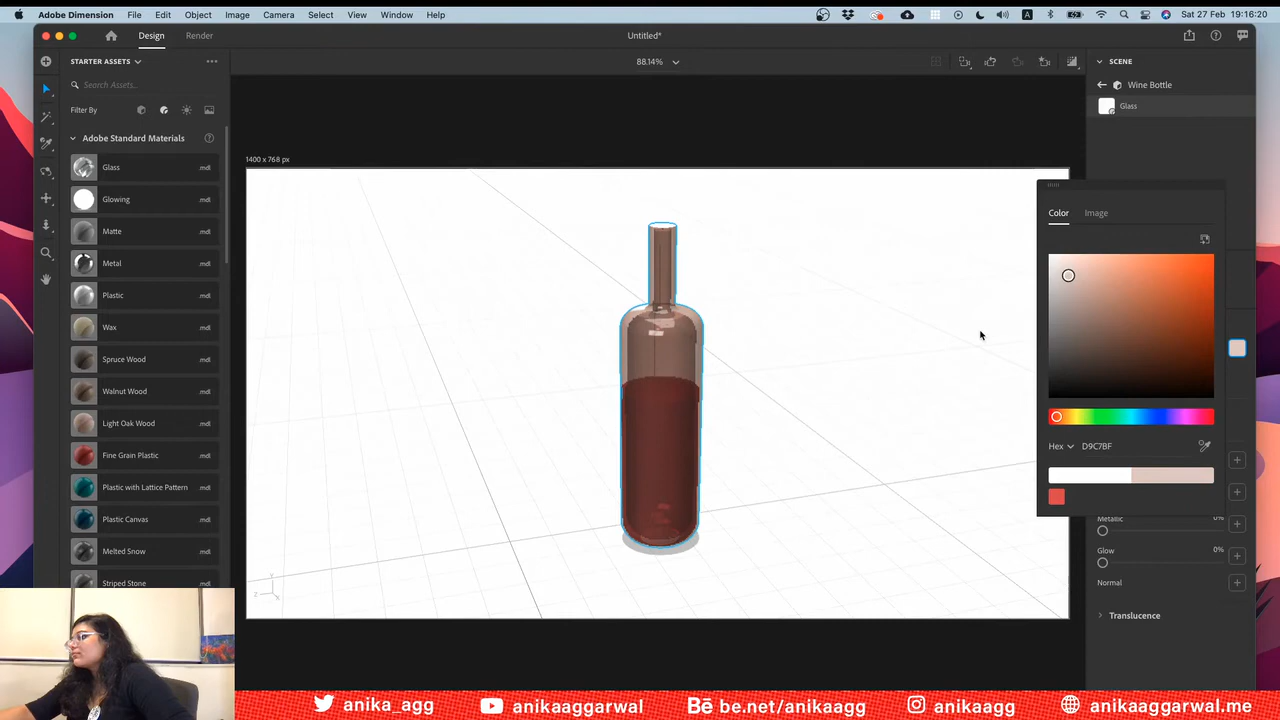 Adobe Dimension File Edit Object Image Camera Select View Window Help A Sat 27 Feb 19:16:20
Design Render Untitled*
STARTER ASSETS
88.14%
SCENE
Search Assets..
Wine Bottle
Filter By
Glass
Adobe Standard Materials
1400 x 768 px
Glass .mdl
Glowing .mdl
Matte .mdl
Metal .mdl
Plastic .mdl
Wax .mdl
Spruce Wood .mdl
Walnut Wood .mdl
Light Oak Wood .mdl
Fine Grain Plastic .mdl
Plastic with Lattice Pattern .mdl
Plastic Canvas .mdl
Melted Snow .mdl
Striped Stone .mdl
Color Image
Hex D9C7BF
Metallic 0%
Glow 0%
Normal
Translucence
Y
Z X
anika_agg anikaaggarwal Bē be.net/anikaagg anikaagg anikaaggarwal.me